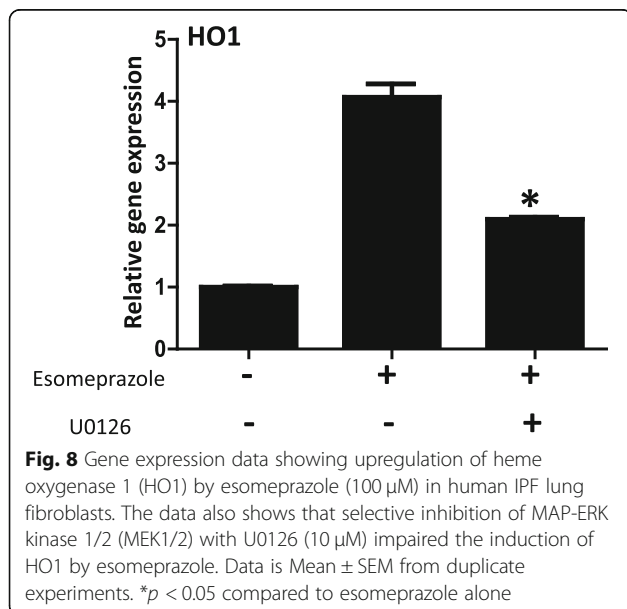 HO1
Relative gene expression
5
4
3
2
1
0
*
Esomeprazole - + +
U0126 - - +
Fig. 8 Gene expression data showing upregulation of heme
oxygenase 1 (HO1) by esomeprazole (100 μM) in human IPF lung
fibroblasts. The data also shows that selective inhibition of MAP-ERK
kinase 1/2 (MEK1/2) with U0126 (10 μM) impaired the induction of
HO1 by esomeprazole. Data is Mean ± SEM from duplicate
experiments. *p < 0.05 compared to esomeprazole alone